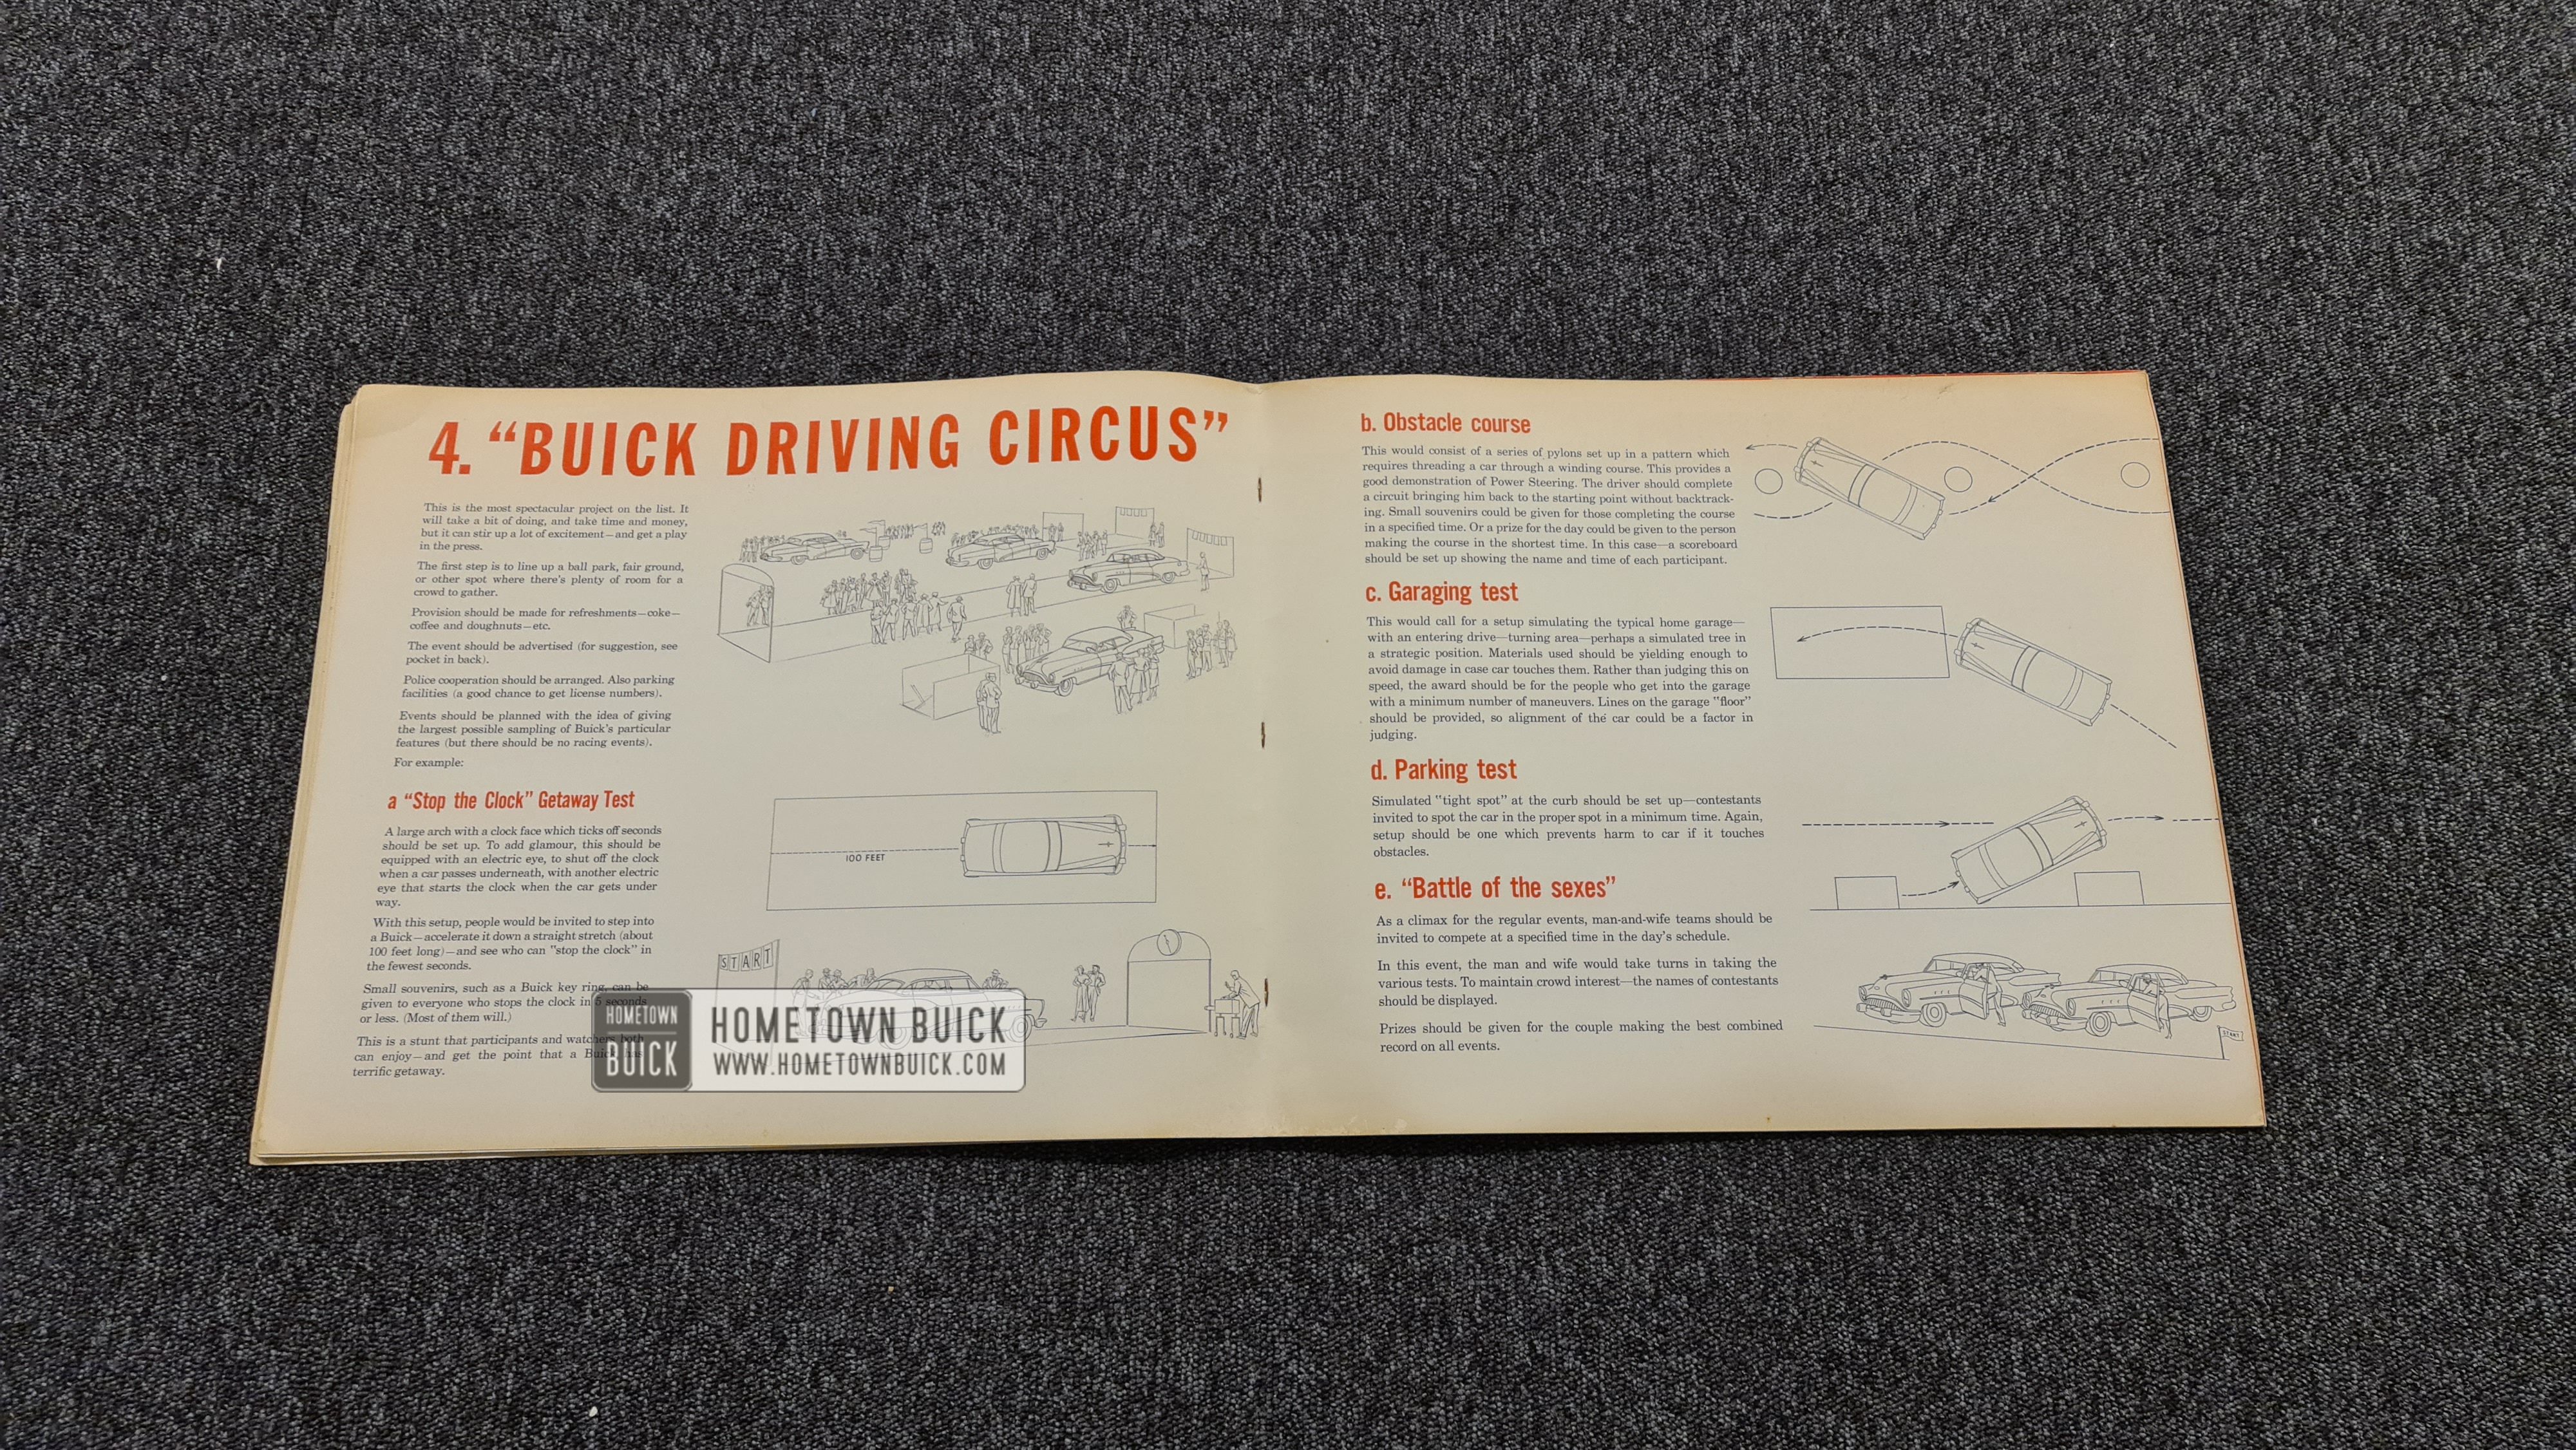 4. “BUICK DRIVING CIRCUS”
This is the most spectacular project on the list. It
will take a bit of doing, and take time and money,
but it can stir up a lot of excitement—and get a play
in the press.
The first step is to line up a ball park, fair ground,
or other spot where there's plenty of room for a
crowd to gather.
Provision should be made for refreshments—coke—
coffee and doughnuts—etc.
The event should be advertised (for suggestion, see
pocket in back).
Police cooperation should be arranged. Also parking
facilities (a good chance to get license numbers).
Events should be planned with the idea of giving
the largest possible sampling of Buick's particular
features (but there should be no racing events).
For example:
a “Stop the Clock” Getaway Test
A large arch with a clock face which ticks off seconds
should be set up. To add glamour, this should be
equipped with an electric eye, to shut off the clock
when a car passes underneath, with another electric
eye that starts the clock when the car gets under
way.
With this setup, people would be invited to step into
a Buick—accelerate it down a straight stretch (about
100 feet long)—and see who can "stop the clock" in
the fewest seconds.
Small souvenirs, such as a Buick key ring, can be
given to everyone who stops the clock in 5 seconds
or less. (Most of them will.)
This is a stunt that participants and watchers both
can enjoy—and get the point that a Buick has
terrific getaway.
100 FEET
START
HOMETOWN
BUICK
HOMETOWN BUICK
WWW.HOMETOWNBUICK.COM
b. Obstacle course
This would consist of a series of pylons set up in a pattern which
requires threading a car through a winding course. This provides a
good demonstration of Power Steering. The driver should complete
a circuit bringing him back to the starting point without backtrack-
ing. Small souvenirs could be given for those completing the course
in a specified time. Or a prize for the day could be given to the person
making the course in the shortest time. In this case—a scoreboard
should be set up showing the name and time of each participant.
c. Garaging test
This would call for a setup simulating the typical home garage—
with an entering drive—turning area—perhaps a simulated tree in
a strategic position. Materials used should be yielding enough to
avoid damage in case car touches them. Rather than judging this on
speed, the award should be for the people who get into the garage
with a minimum number of maneuvers. Lines on the garage "floor"
should be provided, so alignment of the car could be a factor in
judging.
d. Parking test
Simulated "tight spot" at the curb should be set up—contestants
invited to spot the car in the proper spot in a minimum time. Again,
setup should be one which prevents harm to car if it touches
obstacles.
e. “Battle of the sexes”
As a climax for the regular events, man-and-wife teams should be
invited to compete at a specified time in the day's schedule.
In this event, the man and wife would take turns in taking the
various tests. To maintain crowd interest—the names of contestants
should be displayed.
Prizes should be given for the couple making the best combined
record on all events.
START